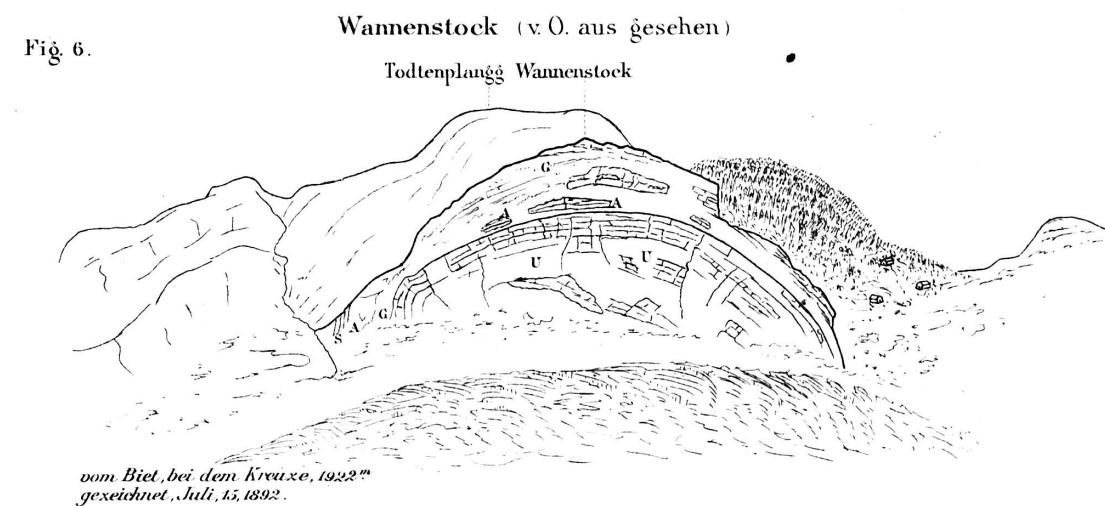 Wannenstock (v. O. aus gesehen)
Fig. 6.
Todtenplangg Wannenstock
G
A A
U U
S A G
vom Biet, bei dem Kreuze, 1922 m
gezeichnet, Juli, 15, 1892.